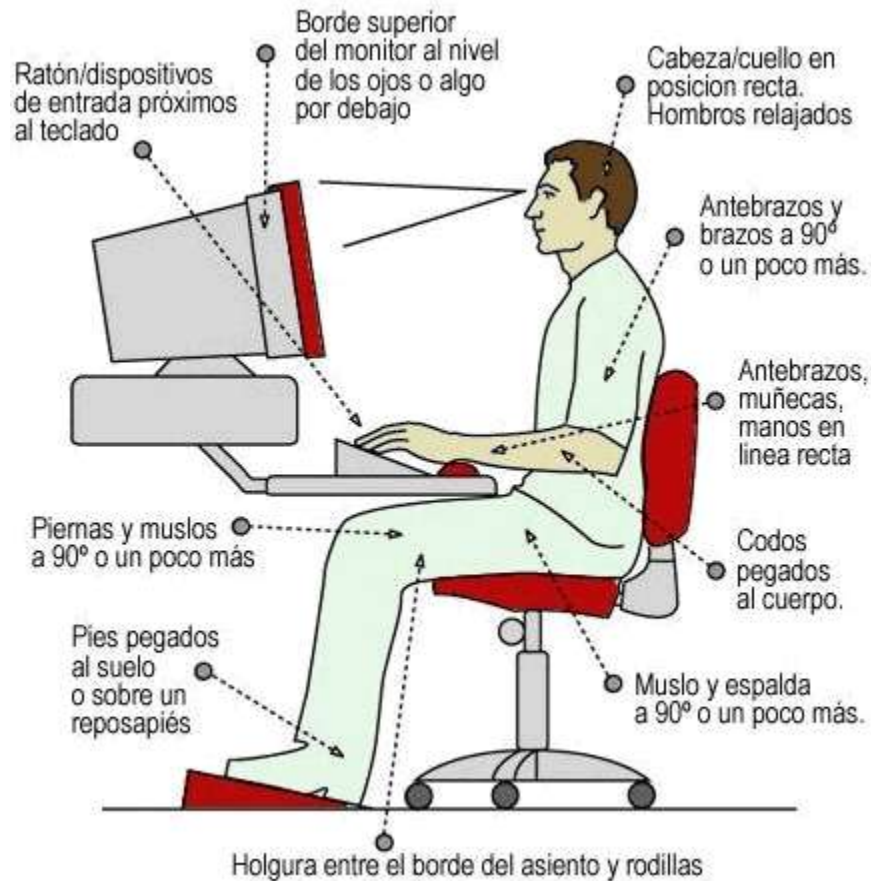 Borde superior
del monitor al nivel
de los ojos o algo
por debajo
Ratón/dispositivos
de entrada próximos
al teclado
Cabeza/cuello en
posicion recta.
Hombros relajados
Antebrazos y
brazos a 90º
o un poco más.
Antebrazos,
muñecas,
manos en
linea recta
Piernas y muslos
a 90º o un poco más
Codos
pegados
al cuerpo.
Pies pegados
al suelo
o sobre un
reposapiés
Muslo y espalda
a 90º o un poco más.
Holgura entre el borde del asiento y rodillas